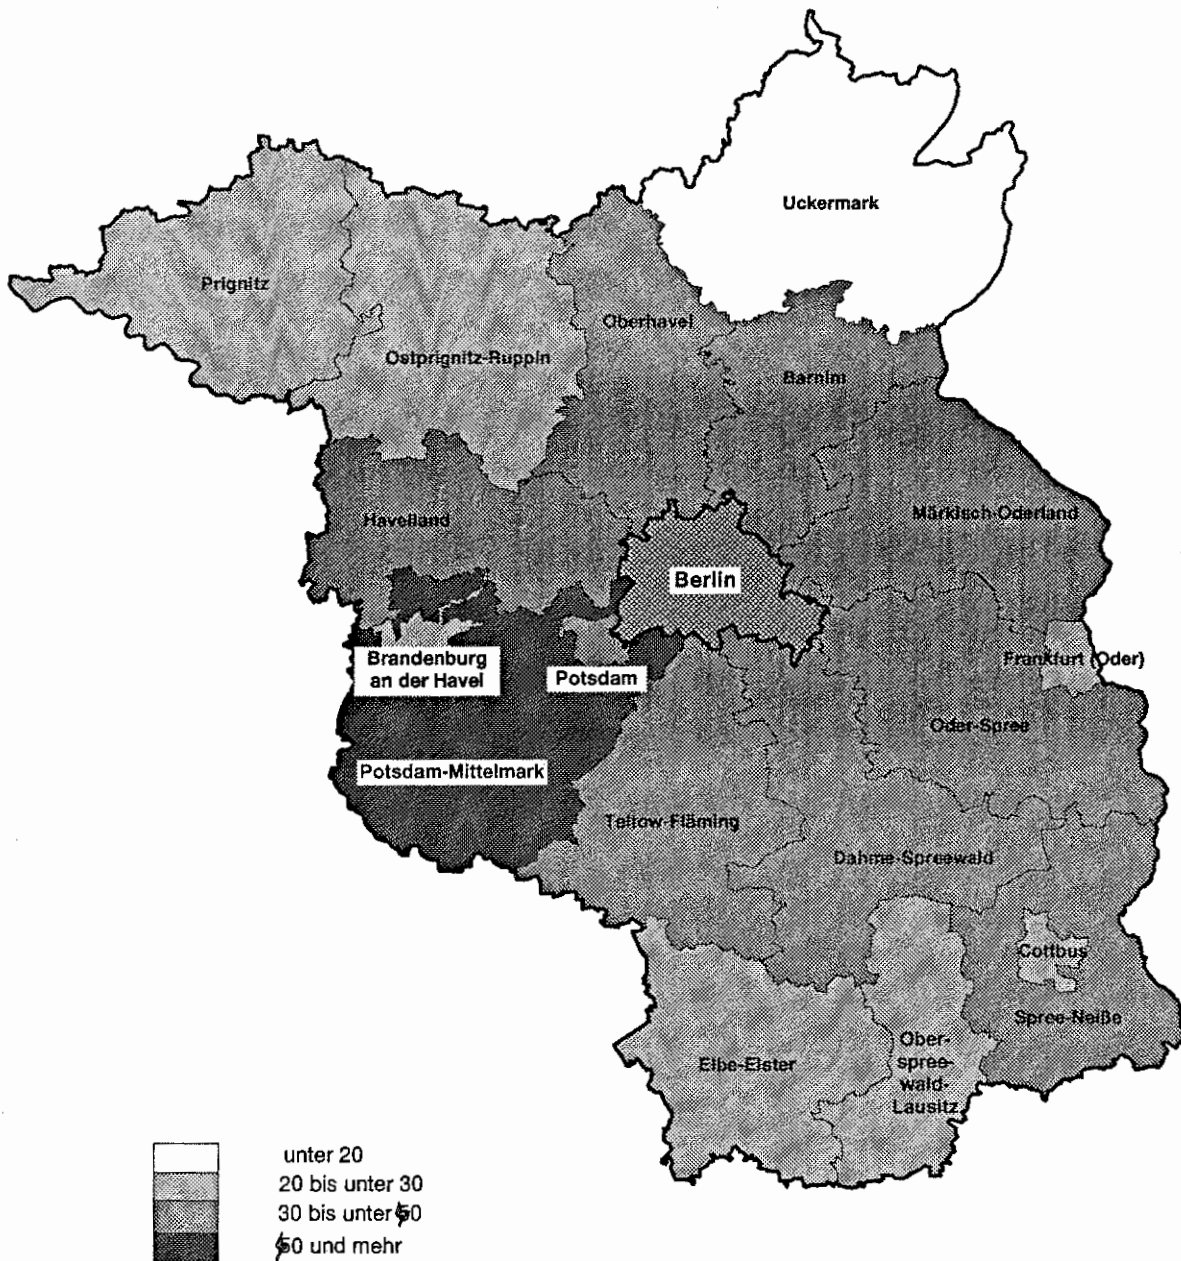 Uckermark
Prignitz
Oberhavel
Ostprignitz-Ruppin
Barnim
Havelland
Märkisch-Oderland
Berlin
Brandenburg
an der Havel
Potsdam
Frankfurt (Oder)
Oder-Spree
Potsdam-Mittelmark
Teltow-Fläming
Dahme-Spreewald
Cottbus
Spree-Neiße
Elbe-Elster
Ober-
spree-
wald-
Lausitz
unter 20
20 bis unter 30
30 bis unter
und mehr